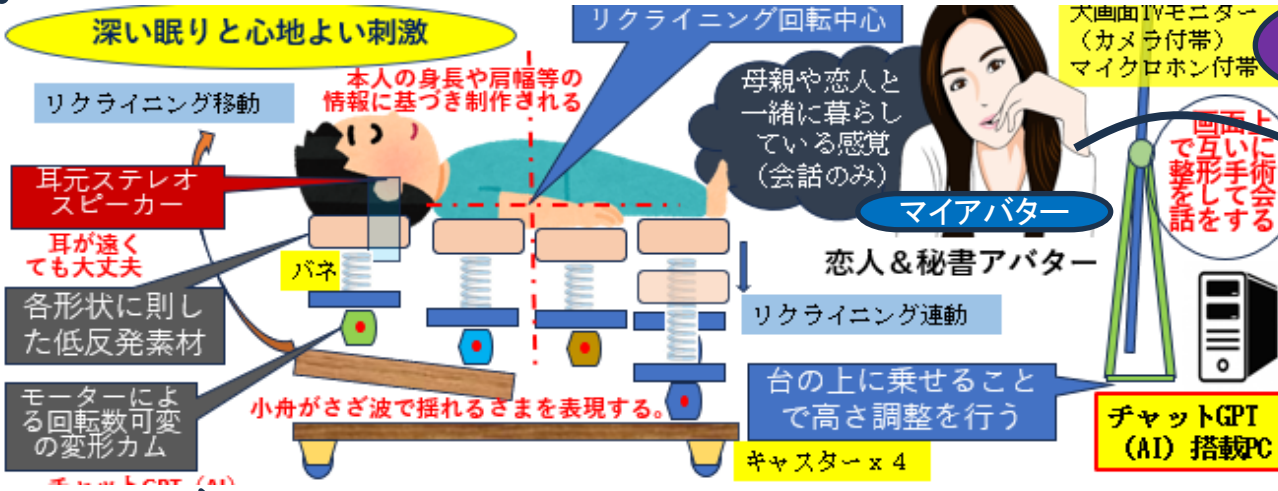 深い眠りと心地よい刺激
リクライニング回転中心
大画面TVモニター
（カメラ付帯）
マイクロホン付帯
本人の身長や肩幅等の
情報に基づき制作される
リクライニング移動
母親や恋人と
一緒に暮らし
ている感覚
（会話のみ）
上に術会る
面い手てす
画互形しを
で整を話
耳元ステレオ
スピーカー
マイアバター
耳が遠く
ても大丈夫
バネ
恋人＆秘書アバター
各形状に則し
た低反発素材
リクライニング連動
モーターによ
る回転数可変
の変形カム
小舟がさざ波で揺れるさまを表現する。
台の上に乗せること
で高さ調整を行う
チャットGPT
（AI）搭載PC
キャスターｘ４
チャットGPT（AI）